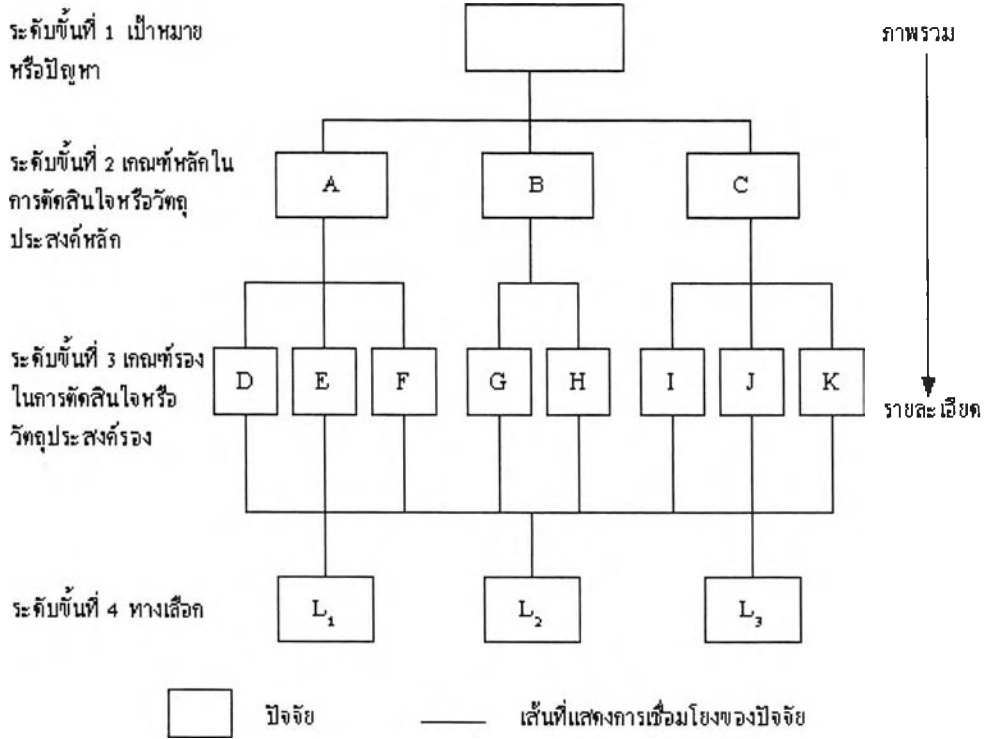 ระดับขั้นที่ 1 เป้าหมาย
หรือปัญหา
ภาพรวม
ระดับขั้นที่ 2 เกณฑ์หลักใน
การตัดสินใจหรือวัตถุ
ประสงค์หลัก
A
B
C
ระดับขั้นที่ 3 เกณฑ์รอง
ในการตัดสินใจหรือ
วัตถุประสงค์รอง
D
E
F
G
H
I
J
K
รายละเอียด
ระดับขั้นที่ 4 ทางเลือก
L₁
L₂
L₃
ปัจจัย
เส้นที่แสดงการเชื่อมโยงของปัจจัย